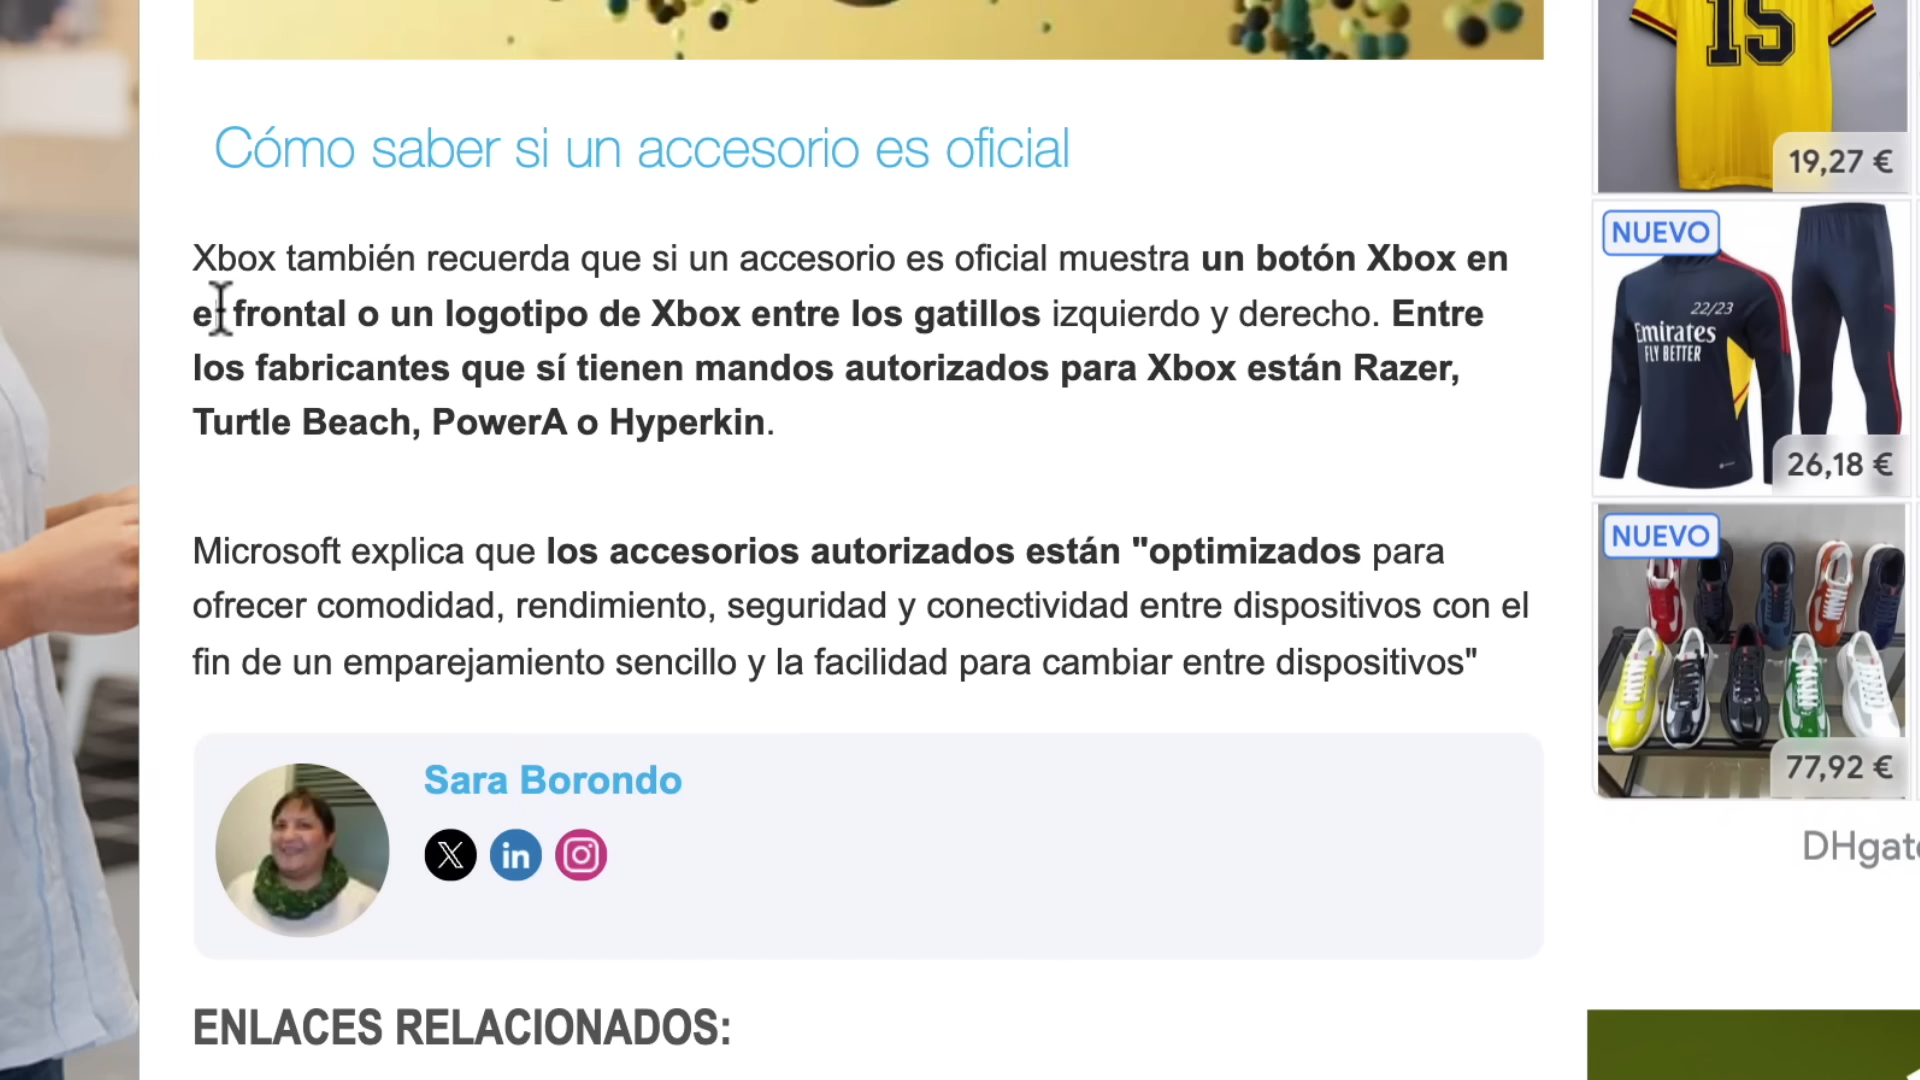 Cómo saber si un accesorio es oficial
Xbox también recuerda que si un accesorio es oficial muestra un botón Xbox en
el frontal o un logotipo de Xbox entre los gatillos izquierdo y derecho. Entre
los fabricantes que sí tienen mandos autorizados para Xbox están Razer,
Turtle Beach, PowerA o Hyperkin.
Microsoft explica que los accesorios autorizados están "optimizados para
ofrecer comodidad, rendimiento, seguridad y conectividad entre dispositivos con el
fin de un emparejamiento sencillo y la facilidad para cambiar entre dispositivos"
Sara Borondo
X
in
ENLACES RELACIONADOS:
15
19,27 €
NUEVO
22/23
Emirates
FLY BETTER
26,18 €
NUEVO
77,92 €
DHgat